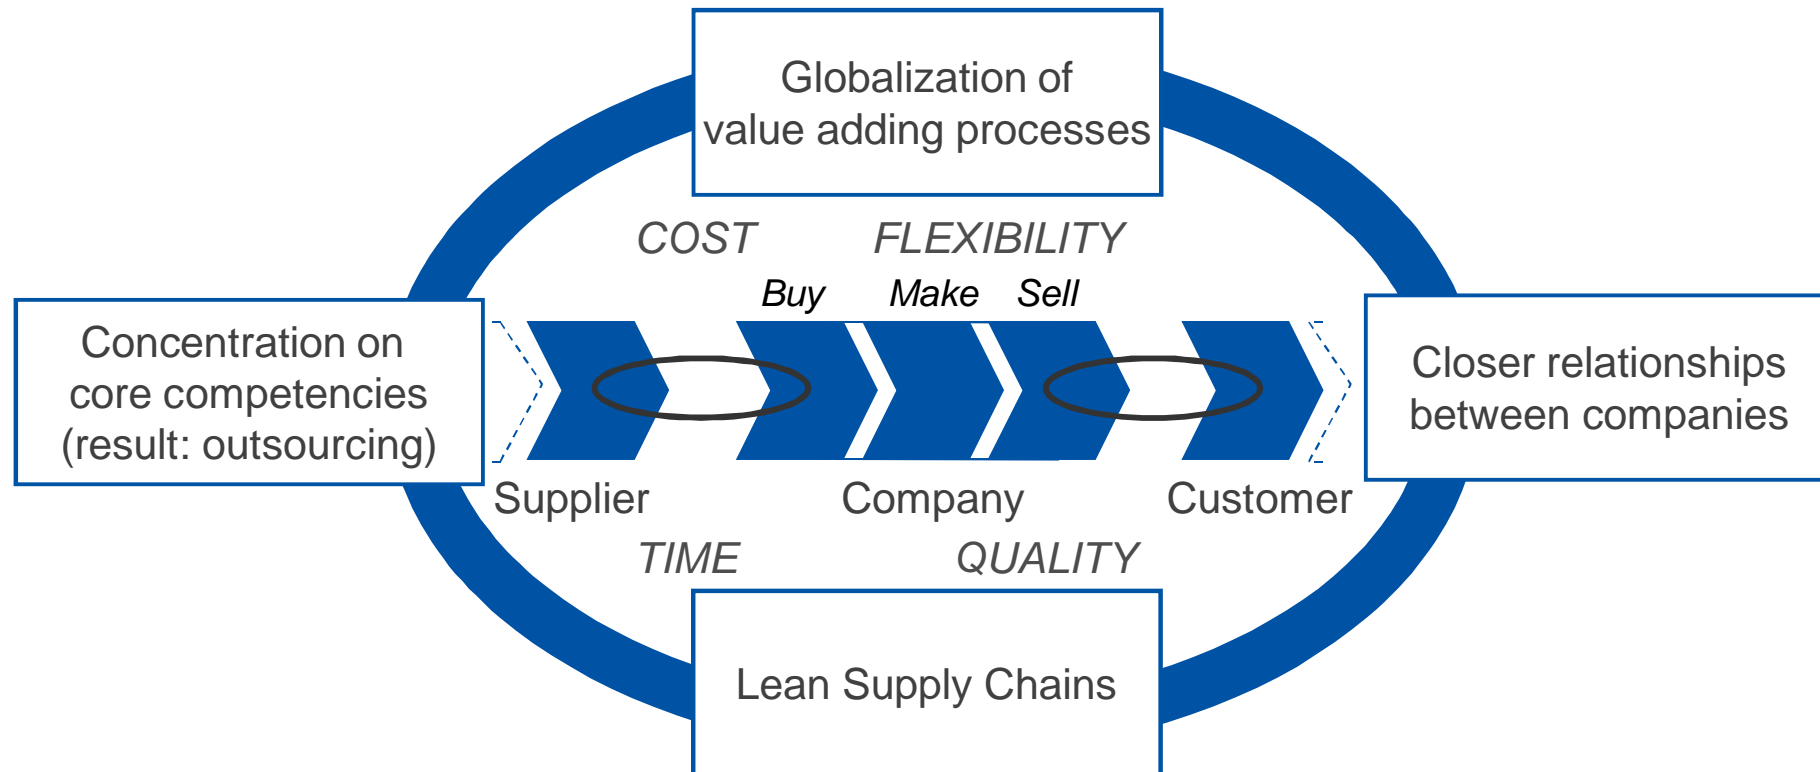 Globalization of
value adding processes
COST FLEXIBILITY
Buy Make Sell
Concentration on
core competencies
(result: outsourcing)
Closer relationships
between companies
Supplier Company Customer
TIME QUALITY
Lean Supply Chains